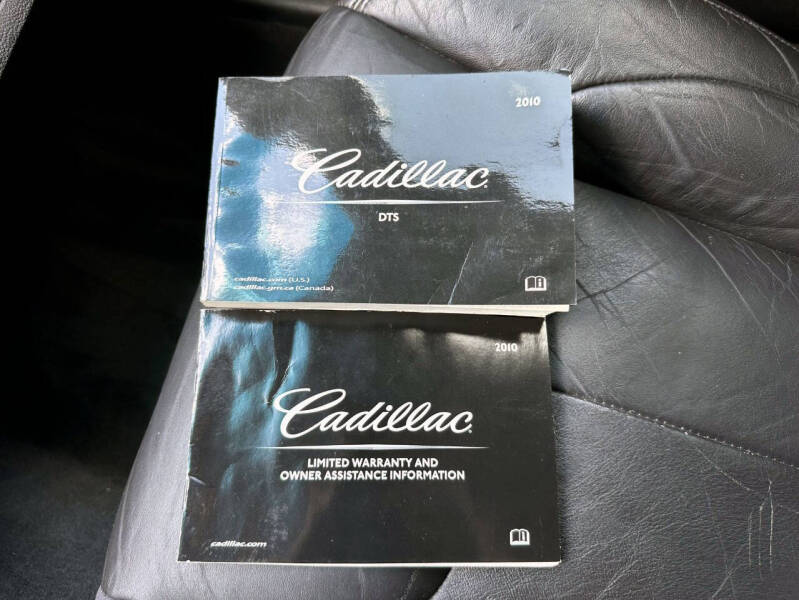 2010
Cadillac
DTS
cadillac.com (U.S.)
cadillac.gm.ca (Canada)
2010
Cadillac
LIMITED WARRANTY AND
OWNER ASSISTANCE INFORMATION
cadillac.com